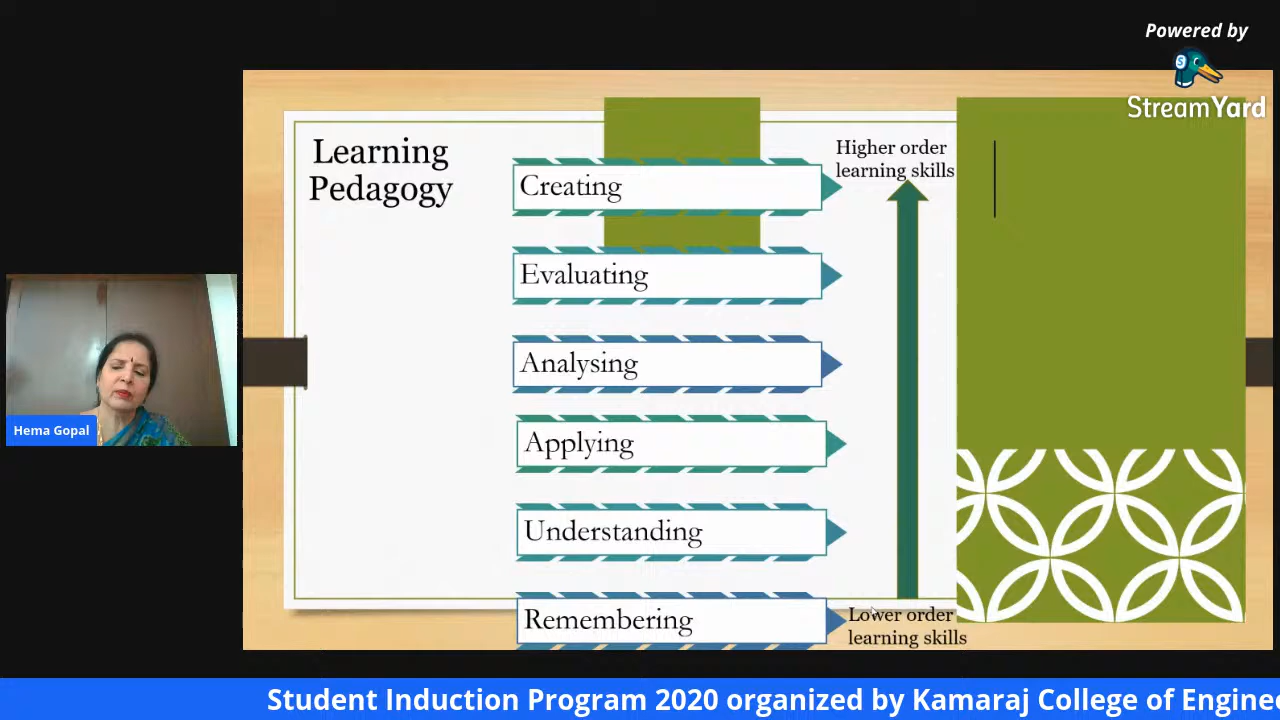 Powered by
StreamYard
Learning
Pedagogy
Creating
Evaluating
Analysing
Applying
Understanding
Remembering
Higher order
learning skills
Lower order
learning skills
Hema Gopal
Student Induction Program 2020 organized by Kamaraj College of Engine